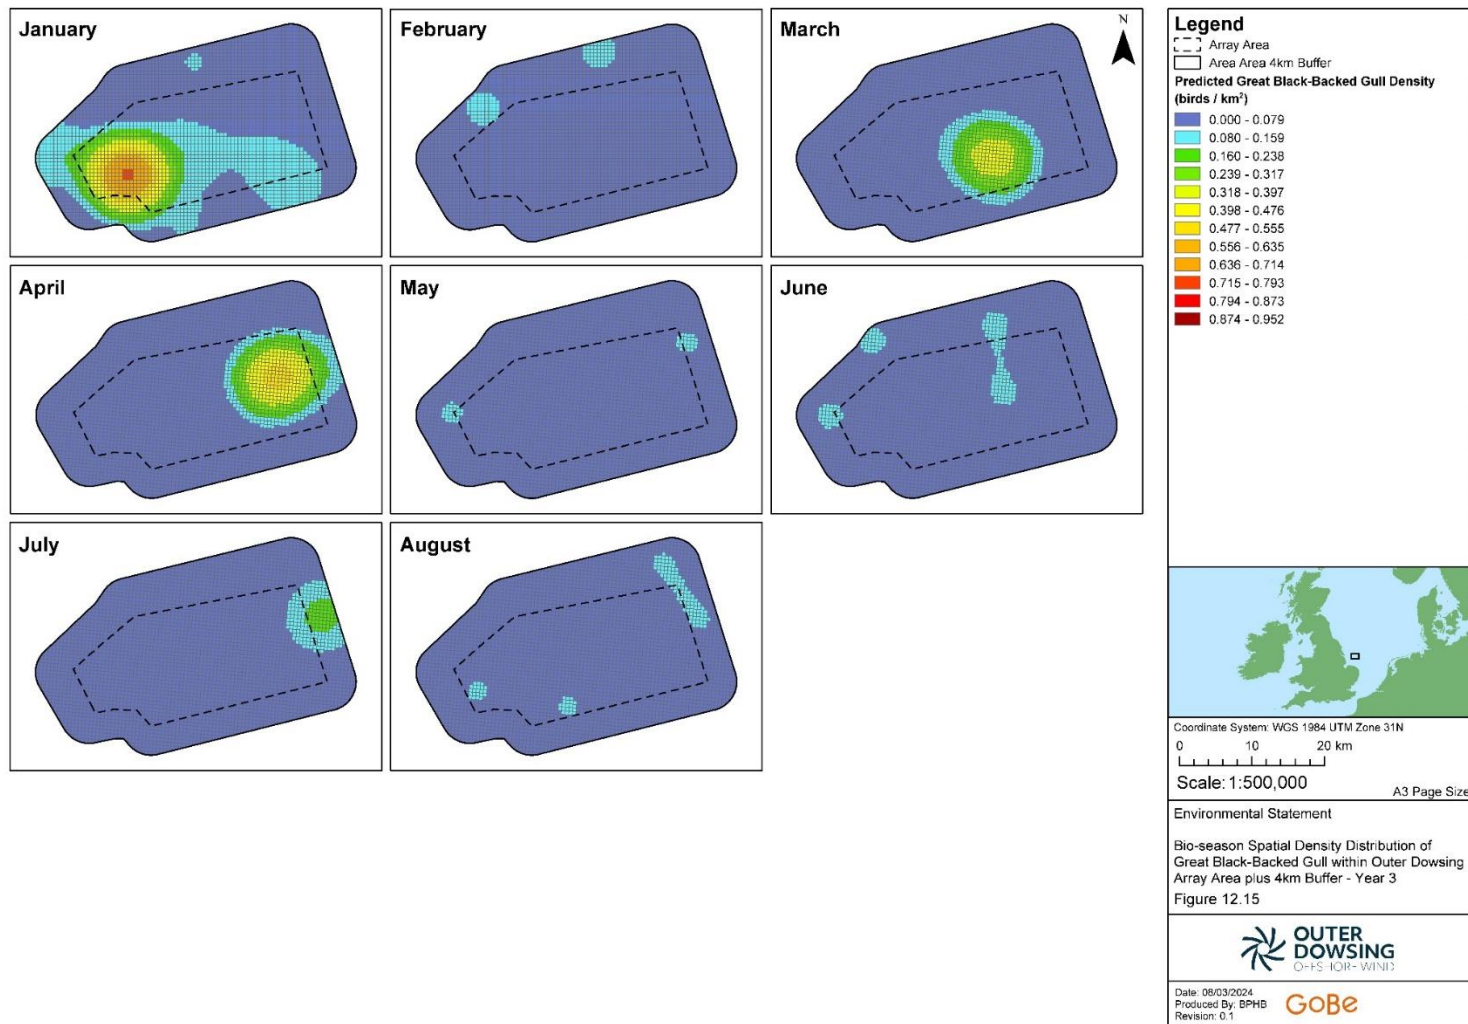 January
February
March
N
April
May
June
July
August
Legend
Array Area
Area Area 4km Buffer
Predicted Great Black-Backed Gull Density
(birds / km²)
0.000 - 0.079
0.080 - 0.159
0.160 - 0.238
0.239 - 0.317
0.318 - 0.397
0.398 - 0.476
0.477 - 0.555
0.556 - 0.635
0.636 - 0.714
0.715 - 0.793
0.794 - 0.873
0.874 - 0.952
Coordinate System: WGS 1984 UTM Zone 31N
0 10 20 km
Scale: 1:500,000
A3 Page Size
Environmental Statement
Bio-season Spatial Density Distribution of
Great Black-Backed Gull within Outer Dowsing
Array Area plus 4km Buffer - Year 3
Figure 12.15
OUTER
DOWSING
OFFSHORE WIND
Date: 08/03/2024
Produced By: BPHB
Revision: 0.1
GoBe